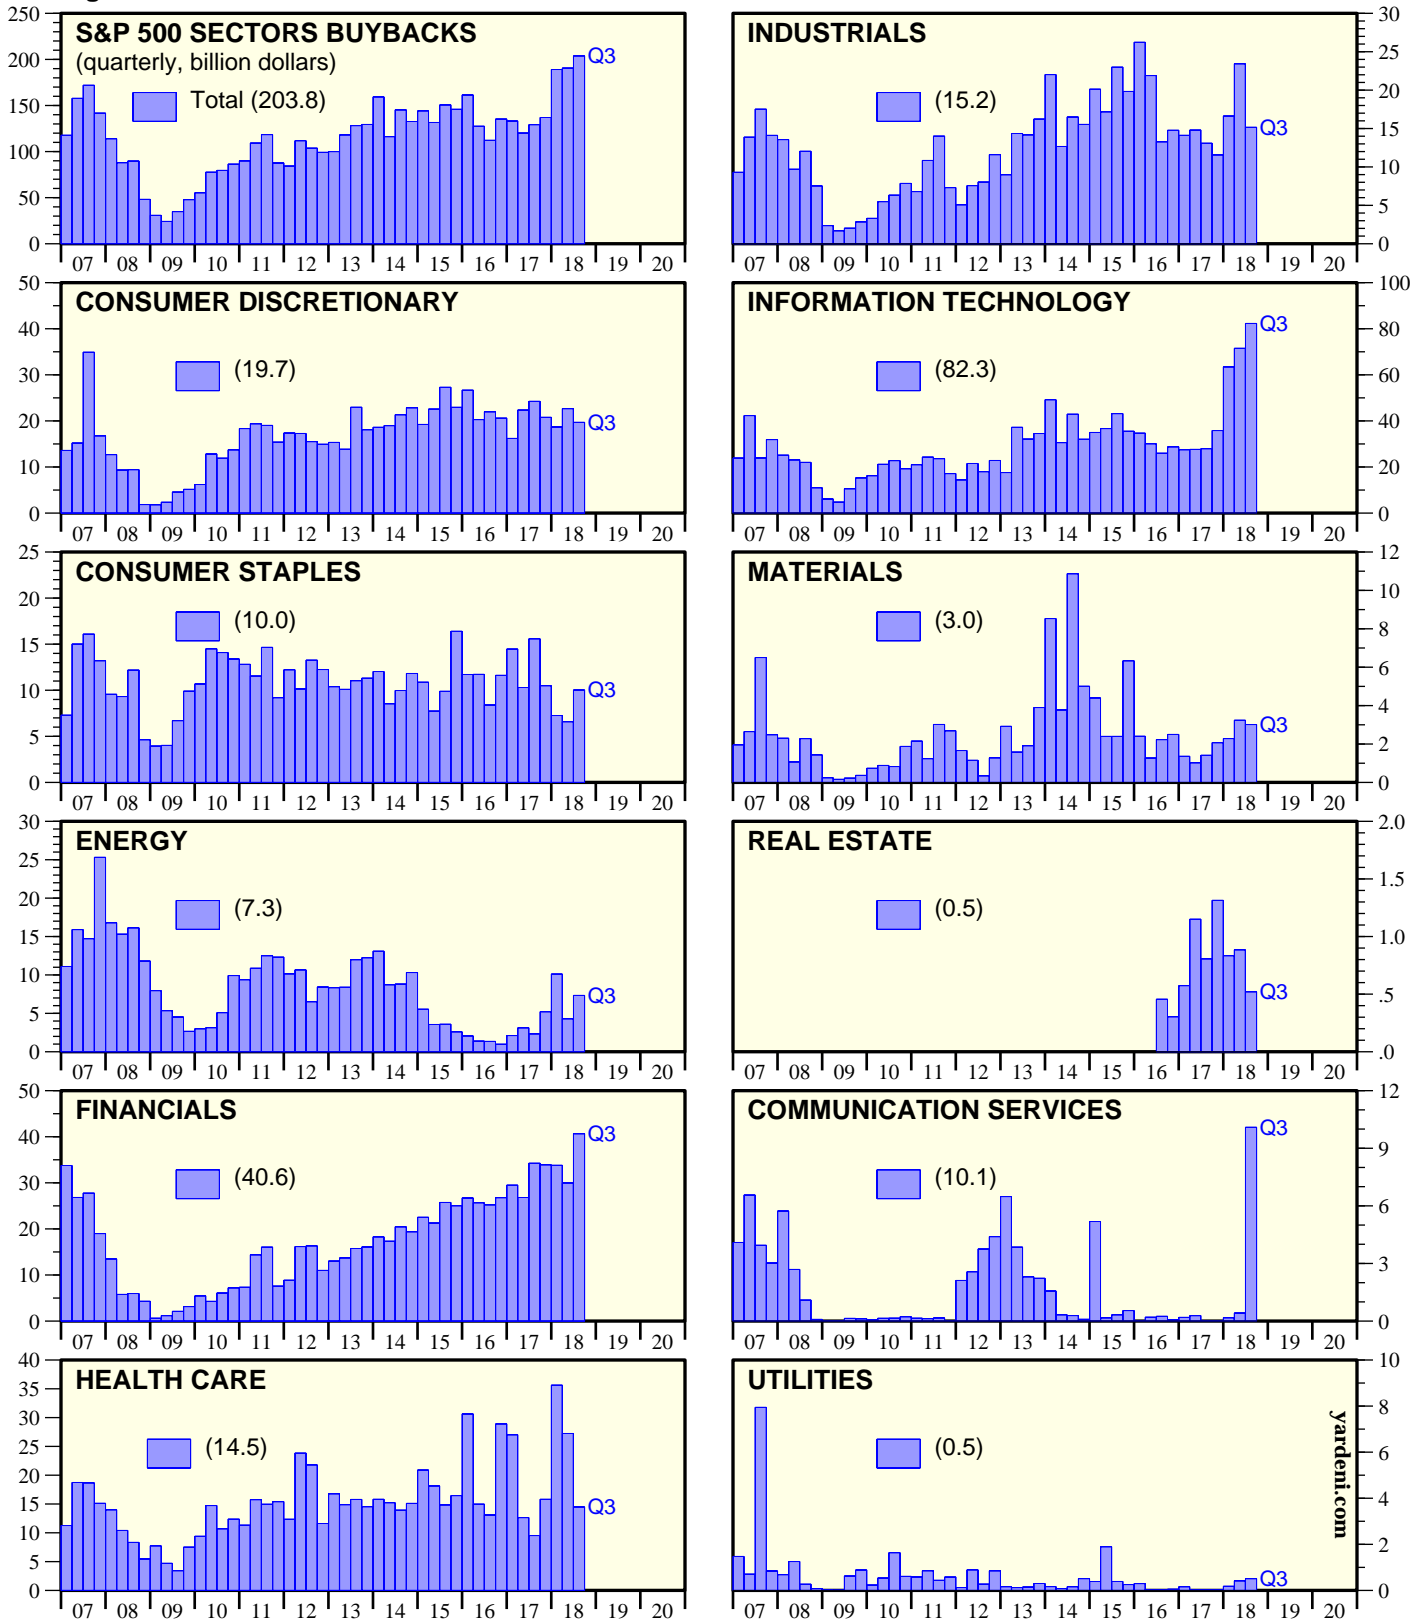 S&P 500 SECTORS BUYBACKS
(quarterly, billion dollars)
Total (203.8)
Q3
250
200
150
100
50
0
07 08 09 10 11 12 13 14 15 16 17 18 19 20
INDUSTRIALS
(15.2)
Q3
30
25
20
15
10
5
0
07 08 09 10 11 12 13 14 15 16 17 18 19 20
CONSUMER DISCRETIONARY
(19.7)
Q3
50
40
30
20
10
0
07 08 09 10 11 12 13 14 15 16 17 18 19 20
INFORMATION TECHNOLOGY
(82.3)
Q3
100
80
60
40
20
0
07 08 09 10 11 12 13 14 15 16 17 18 19 20
CONSUMER STAPLES
(10.0)
Q3
25
20
15
10
5
0
07 08 09 10 11 12 13 14 15 16 17 18 19 20
MATERIALS
(3.0)
Q3
12
10
8
6
4
2
0
07 08 09 10 11 12 13 14 15 16 17 18 19 20
ENERGY
(7.3)
Q3
30
25
20
15
10
5
0
07 08 09 10 11 12 13 14 15 16 17 18 19 20
REAL ESTATE
(0.5)
Q3
2.0
1.5
1.0
.5
.0
07 08 09 10 11 12 13 14 15 16 17 18 19 20
FINANCIALS
(40.6)
Q3
50
40
30
20
10
0
07 08 09 10 11 12 13 14 15 16 17 18 19 20
COMMUNICATION SERVICES
(10.1)
Q3
12
9
6
3
0
07 08 09 10 11 12 13 14 15 16 17 18 19 20
HEALTH CARE
(14.5)
Q3
40
35
30
25
20
15
10
5
0
07 08 09 10 11 12 13 14 15 16 17 18 19 20
UTILITIES
(0.5)
Q3
10
8
6
4
2
0
07 08 09 10 11 12 13 14 15 16 17 18 19 20
yardeni.com